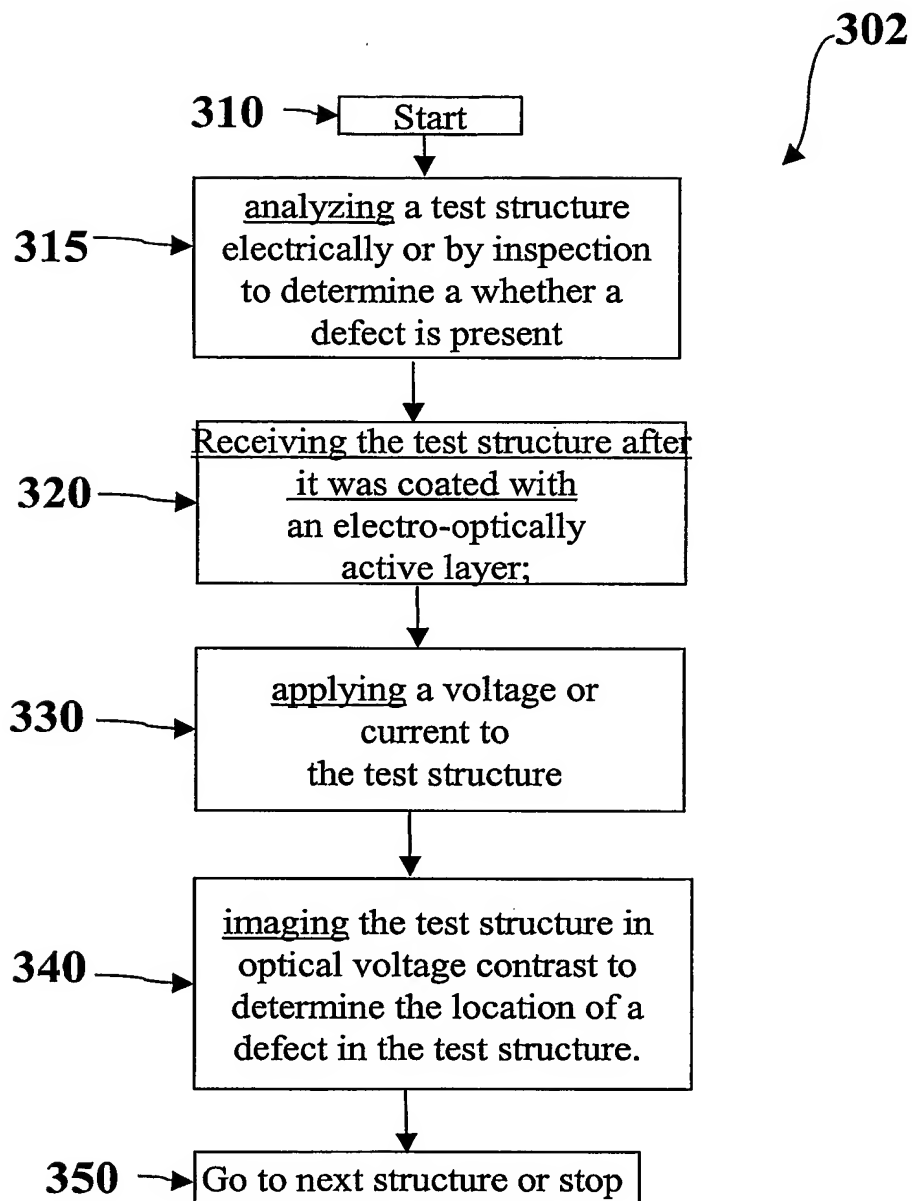 302
310
Start
analyzing a test structure
electrically or by inspection
to determine a whether a
defect is present
315
Receiving the test structure after
it was coated with
an electro-optically
active layer;
320
applying a voltage or
current to
the test structure
330
imaging the test structure in
optical voltage contrast to
determine the location of a
defect in the test structure.
340
350
Go to next structure or stop